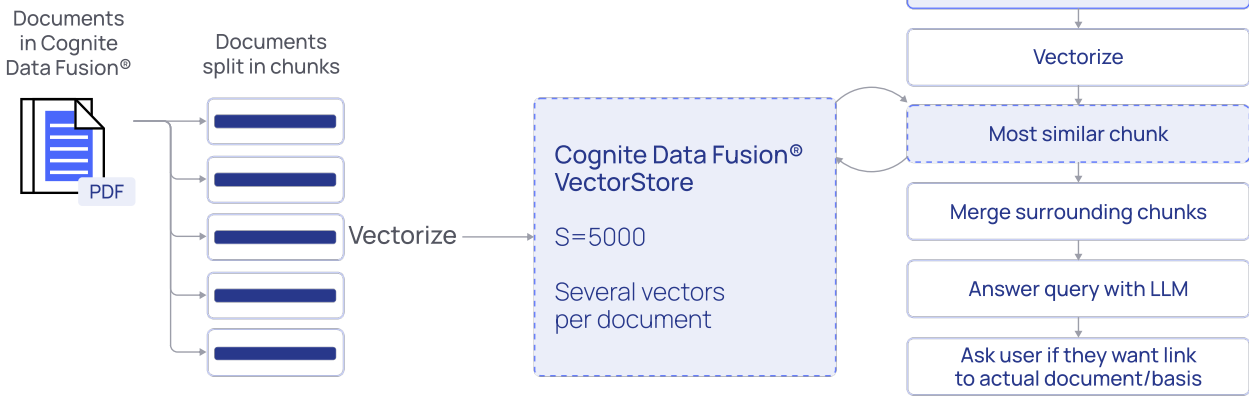 Documents
in Cognite
Data Fusion®
PDF
Documents
split in chunks
Vectorize
Cognite Data Fusion®
VectorStore
S=5000
Several vectors
per document
Vectorize
Most similar chunk
Merge surrounding chunks
Answer query with LLM
Ask user if they want link
to actual document/basis